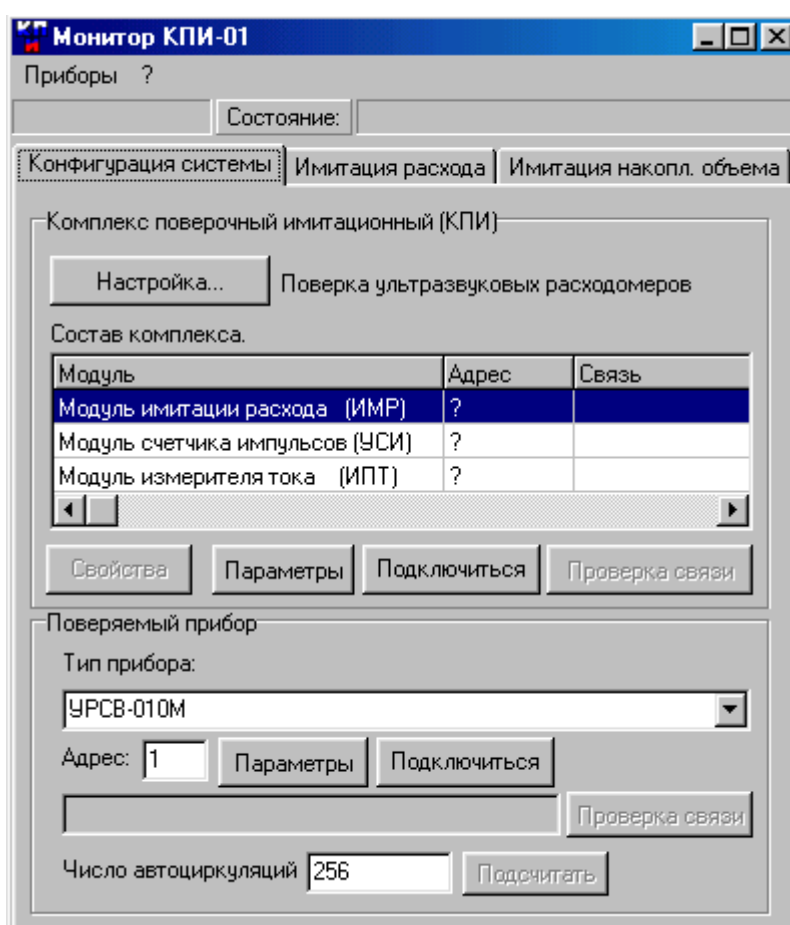 КП
и
Монитор КПИ-01
Приборы ?
Состояние:
Конфигурация системы Имитация расхода Имитация накопл. объема
Комплекс поверочный имитационный (КПИ)
Настройка... Поверка ультразвуковых расходомеров
Состав комплекса.
Модуль Адрес Связь
Модуль имитации расхода (ИМР) ?
Модуль счетчика импульсов (УСИ) ?
Модуль измерителя тока (ИПТ) ?
Свойства Параметры Подключиться Проверка связи
Поверяемый прибор
Тип прибора:
УРСВ-010М
Адрес: 1 Параметры Подключиться
Проверка связи
Число автоциркуляций 256 Подсчитать